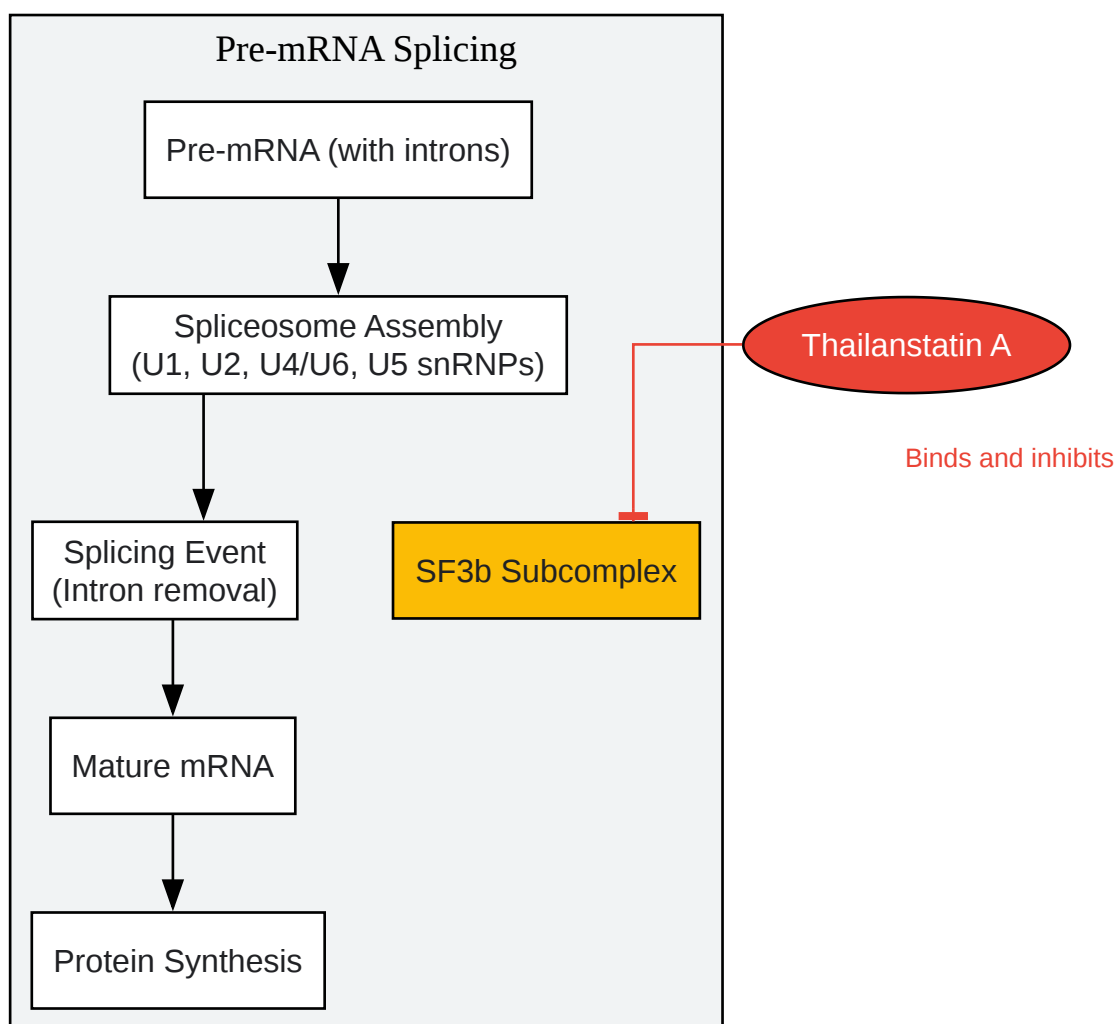 Pre-mRNA Splicing
Pre-mRNA (with introns)
Spliceosome Assembly
(U1, U2, U4/U6, U5 snRNPs)
Thailanstatin A
Binds and inhibits
Splicing Event
(Intron removal)
SF3b Subcomplex
Mature mRNA
Protein Synthesis